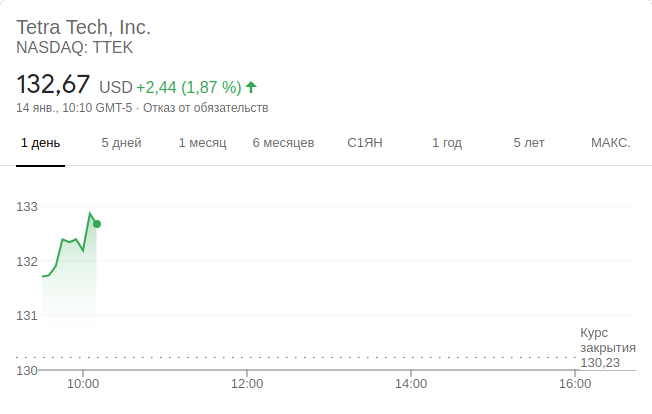 Tetra Tech, Inc.
NASDAQ: TTEK
132,67 USD +2,44 (1,87 %)
14 янв., 10:10 GMT-5 · Отказ от обязательств
1 день 5 дней 1 месяц 6 месяцев С1ЯН 1 год 5 лет МАКС.
133
132
131
130
Курс
закрытия
130,23
10:00 12:00 14:00 16:00